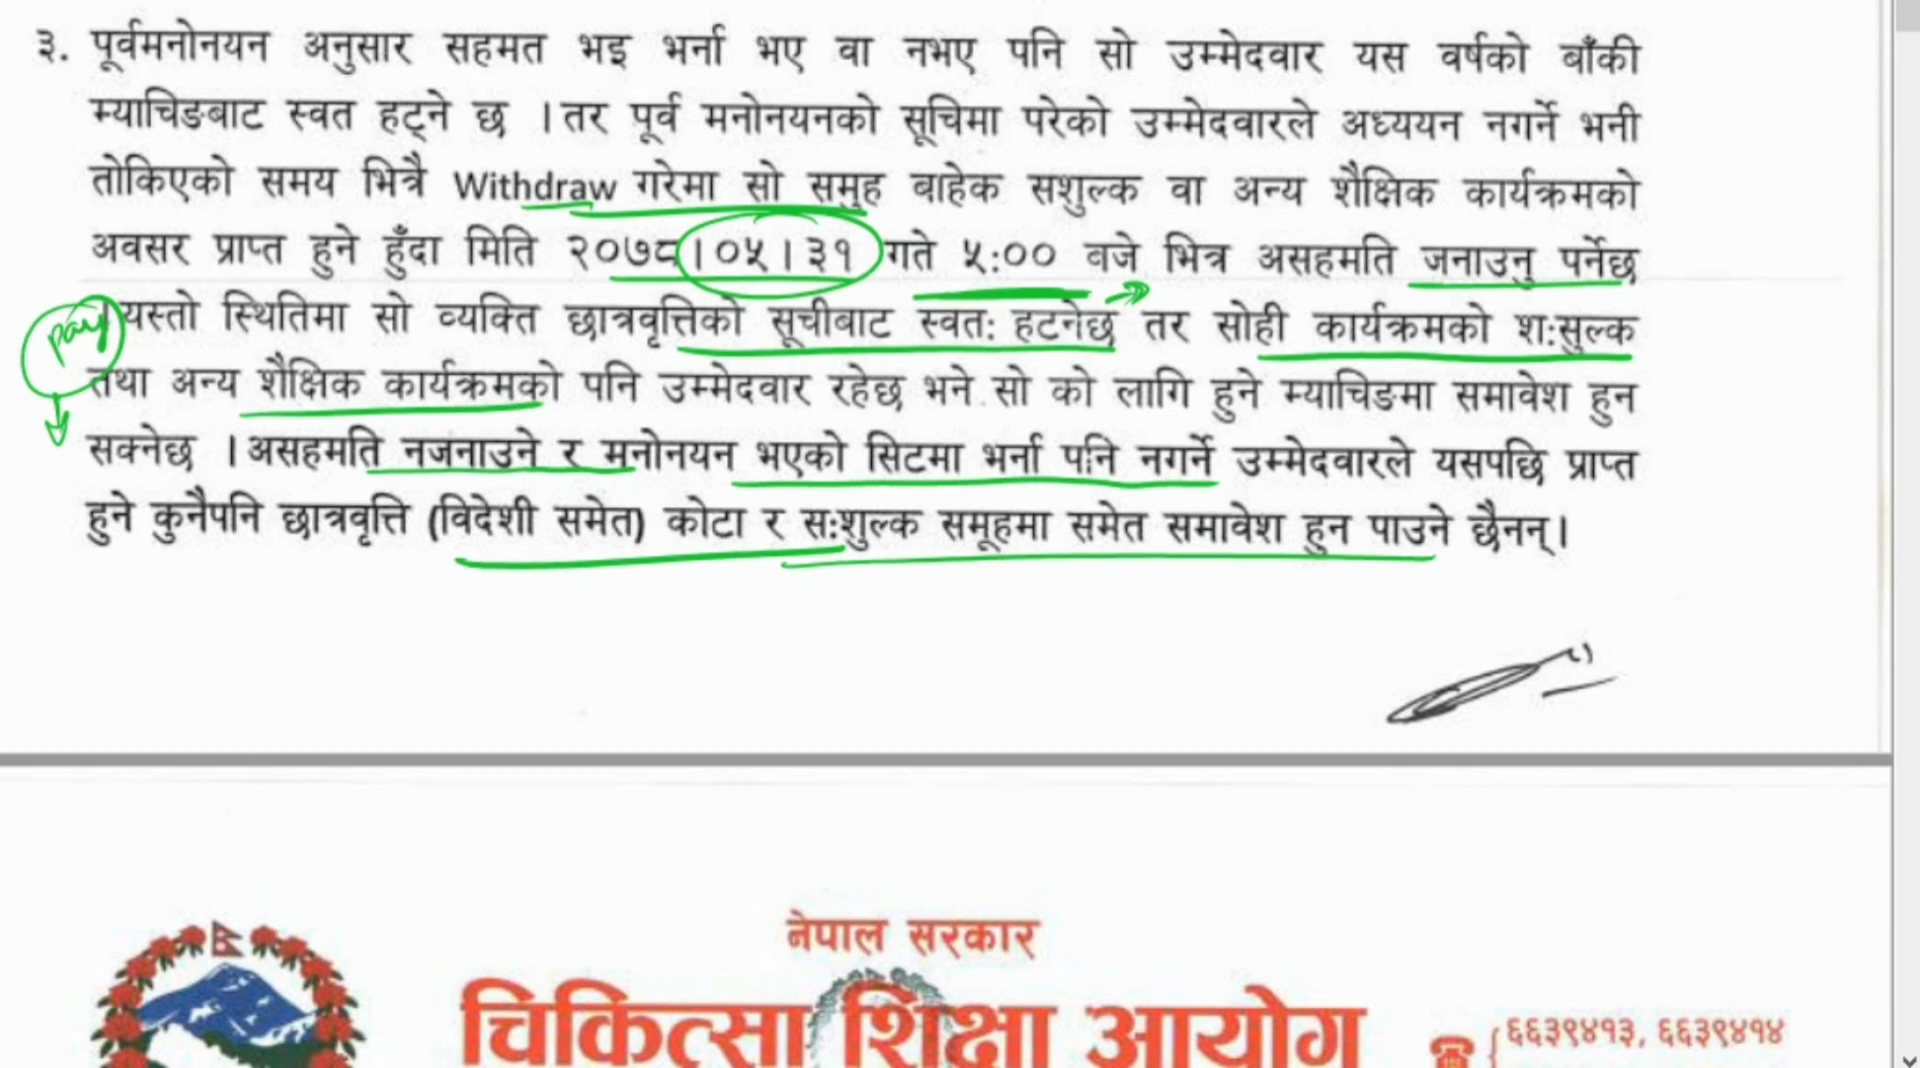 ३. पूर्वमनोनयन अनुसार सहमत भइ भर्ना भए वा नभए पनि सो उम्मेदवार यस वर्षको बाँकी
म्याचिङबाट स्वत हट्ने छ । तर पूर्व मनोनयनको सूचिमा परेको उम्मेदवारले अध्ययन नगर्ने भनी
तोकिएको समय भित्रै Withdraw गरेमा सो समुह बाहेक सशुल्क वा अन्य शैक्षिक कार्यक्रमको
अवसर प्राप्त हुने हुँदा मिति २०७८।०५।३१ गते ५:०० बजे भित्र असहमति जनाउनु पर्नेछ
pay
। यस्तो स्थितिमा सो व्यक्ति छात्रवृत्तिको सूचीबाट स्वतः हटनेछ तर सोही कार्यक्रमको शःसुल्क
तथा अन्य शैक्षिक कार्यक्रमको पनि उम्मेदवार रहेछ भने सो को लागि हुने म्याचिङमा समावेश हुन
सक्नेछ । असहमति नजनाउने र मनोनयन भएको सिटमा भर्ना पनि नगर्ने उम्मेदवारले यसपछि प्राप्त
हुने कुनैपनि छात्रवृत्ति (विदेशी समेत) कोटा र सःशुल्क समूहमा समेत समावेश हुन पाउने छैनन्।
नेपाल सरकार
चिकित्सा शिक्षा आयोग
६६३९४१३, ६६३९४१४